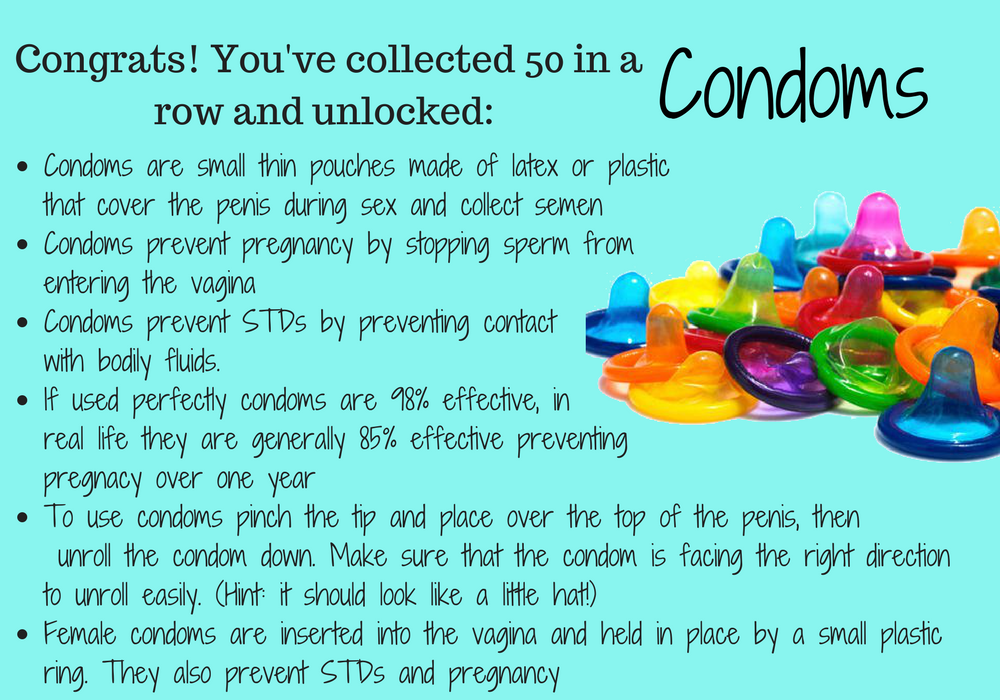 Congrats! You've collected 50 in a
row and unlocked:
Condoms
• Condoms are small thin pouches made of latex or plastic
that cover the penis during sex and collect semen
• Condoms prevent pregnancy by stopping sperm from
entering the vagina
• Condoms prevent STDs by preventing contact
with bodily fluids.
• If used perfectly condoms are 98% effective, in
real life they are generally 85% effective preventing
pregnacy over one year
• To use condoms pinch the tip and place over the top of the penis, then
unroll the condom down. Make sure that the condom is facing the right direction
to unroll easily. (Hint: it should look like a little hat!)
• Female condoms are inserted into the vagina and held in place by a small plastic
ring. They also prevent STDs and pregnancy